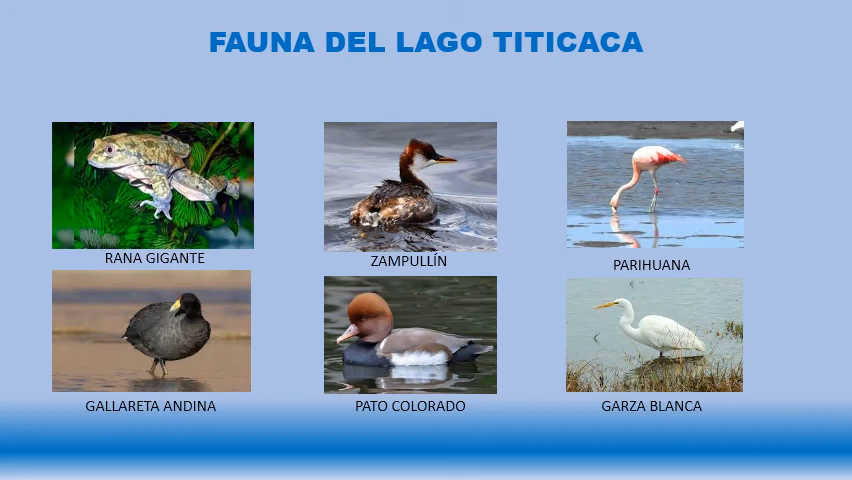 FAUNA DEL LAGO TITICACA
RANA GIGANTE
ZAMPULLÍN
PARIHUANA
GALLARETA ANDINA
PATO COLORADO
GARZA BLANCA